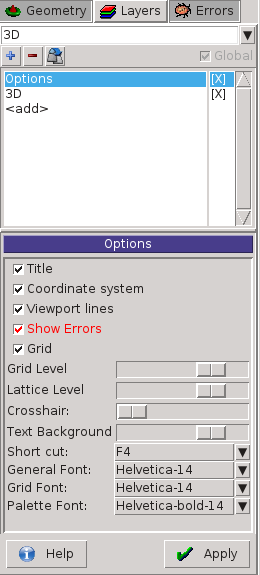 Geometry Layers Errors
3D
Global
Options [X]
3D [X]
<add>
Options
Title
Coordinate system
Viewport lines
Show Errors
Grid
Grid Level
Lattice Level
Crosshair:
Text Background
Short cut: F4
General Font: Helvetica-14
Grid Font: Helvetica-14
Palette Font: Helvetica-bold-14
Help Apply